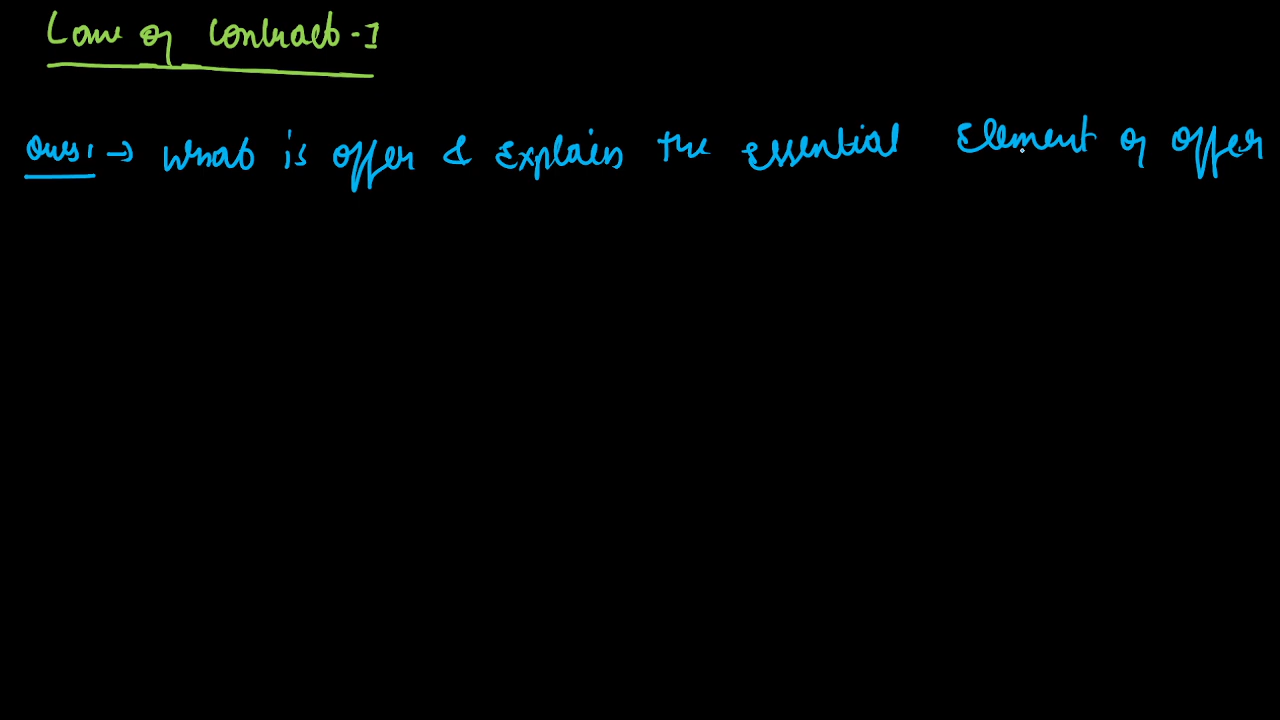 Law of Contract - I
Ques: → What is offer & Explain the Essential Element of offer